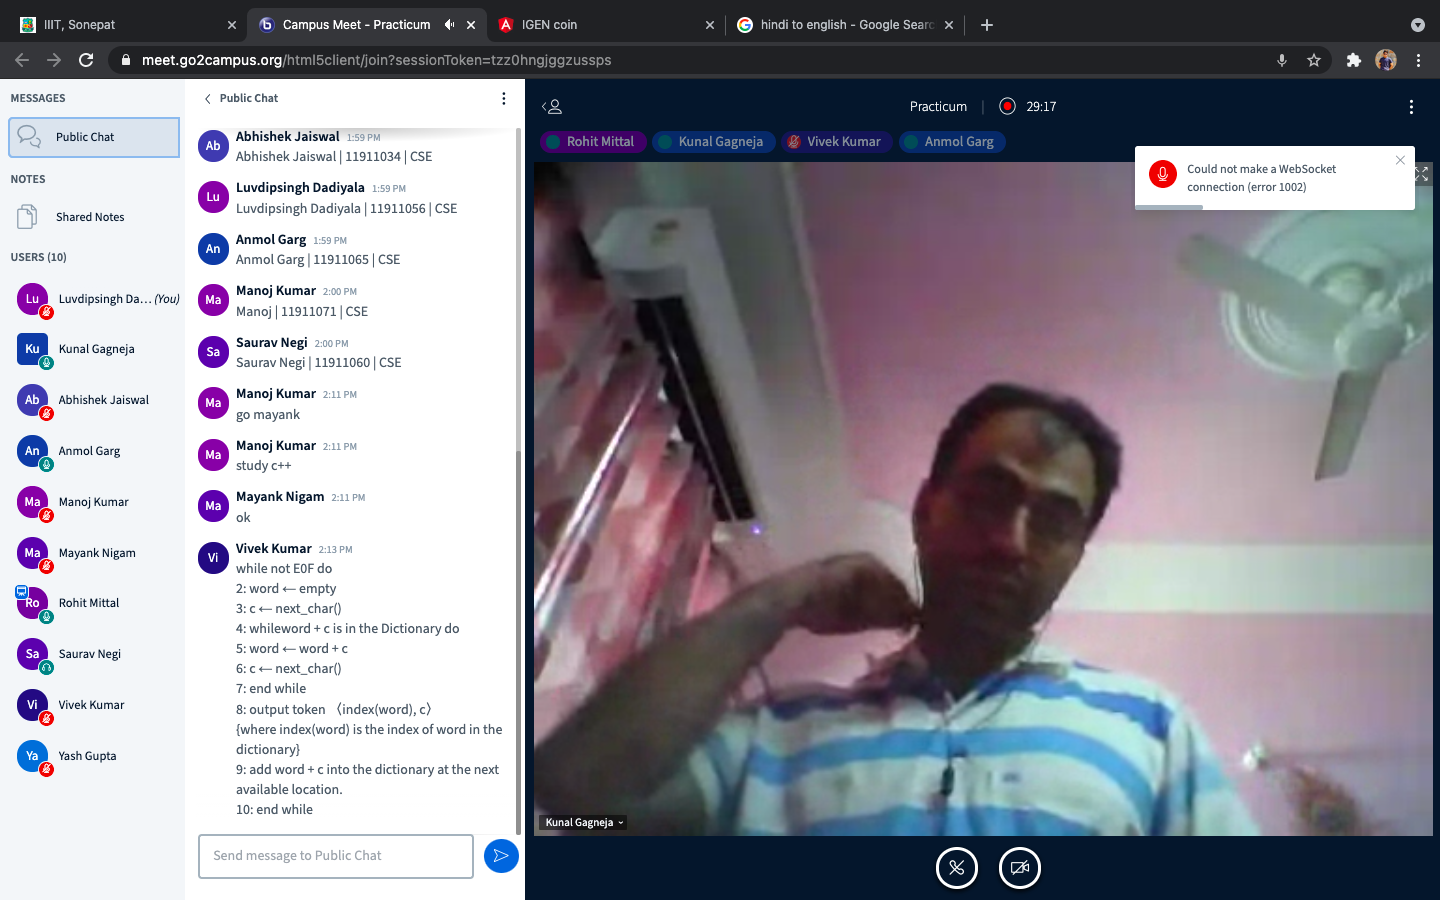 IIIT, Sonepat
Campus Meet - Practicum
IGEN coin
hindi to english - Google Searc
meet.go2campus.org/html5client/join?sessionToken=tzz0hngjggzussps
MESSAGES
Public Chat
NOTES
Shared Notes
USERS (10)
Lu
Luvdipsingh Da... (You)
Ku
Kunal Gagneja
Ab
Abhishek Jaiswal
An
Anmol Garg
Ma
Manoj Kumar
Ma
Mayank Nigam
Ro
Rohit Mittal
Sa
Saurav Negi
Vi
Vivek Kumar
Ya
Yash Gupta
Public Chat
Ab
Abhishek Jaiswal 1:59 PM
Abhishek Jaiswal | 11911034 | CSE
Lu
Luvdipsingh Dadiyala 1:59 PM
Luvdipsingh Dadiyala | 11911056 | CSE
An
Anmol Garg 1:59 PM
Anmol Garg | 11911065 | CSE
Ma
Manoj Kumar 2:00 PM
Manoj | 11911071 | CSE
Sa
Saurav Negi 2:00 PM
Saurav Negi | 11911060 | CSE
Ma
Manoj Kumar 2:11 PM
go mayank
Ma
Manoj Kumar 2:11 PM
study c++
Ma
Mayank Nigam 2:11 PM
ok
Vi
Vivek Kumar 2:13 PM
while not E0F do
2: word ← empty
3: c ← next_char()
4: whileword + c is in the Dictionary do
5: word ← word + c
6: c ← next_char()
7: end while
8: output token 〈index(word), c〉
{where index(word) is the index of word in the
dictionary}
9: add word + c into the dictionary at the next
available location.
10: end while
Send message to Public Chat
Practicum | 29:17
Rohit Mittal
Kunal Gagneja
Vivek Kumar
Anmol Garg
Could not make a WebSocket
connection (error 1002)
Kunal Gagneja